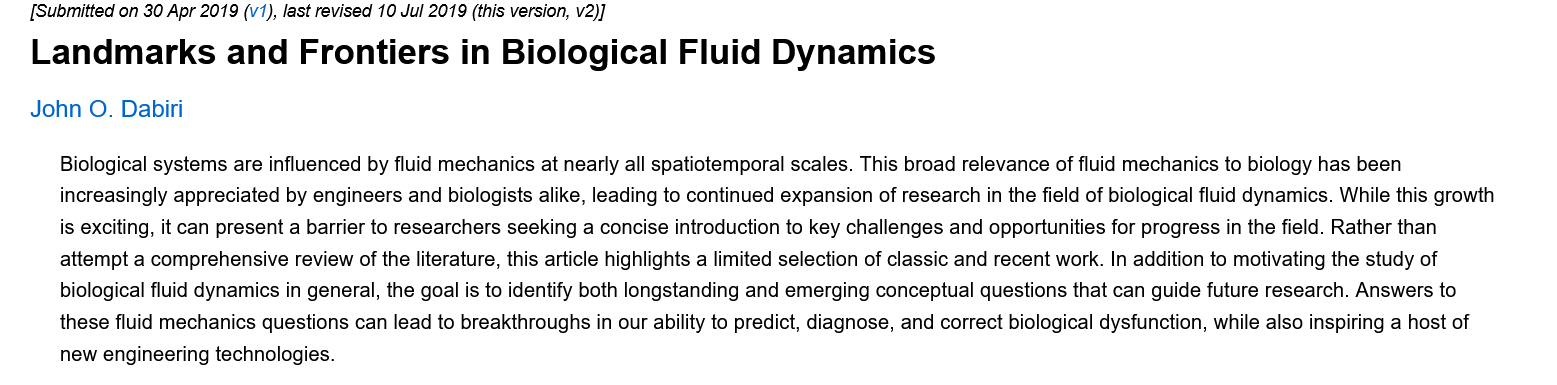 [Submitted on 30 Apr 2019 (v1), last revised 10 Jul 2019 (this version, v2)]
Landmarks and Frontiers in Biological Fluid Dynamics
John O. Dabiri
Biological systems are influenced by fluid mechanics at nearly all spatiotemporal scales. This broad relevance of fluid mechanics to biology has been
increasingly appreciated by engineers and biologists alike, leading to continued expansion of research in the field of biological fluid dynamics. While this growth
is exciting, it can present a barrier to researchers seeking a concise introduction to key challenges and opportunities for progress in the field. Rather than
attempt a comprehensive review of the literature, this article highlights a limited selection of classic and recent work. In addition to motivating the study of
biological fluid dynamics in general, the goal is to identify both longstanding and emerging conceptual questions that can guide future research. Answers to
these fluid mechanics questions can lead to breakthroughs in our ability to predict, diagnose, and correct biological dysfunction, while also inspiring a host of
new engineering technologies.